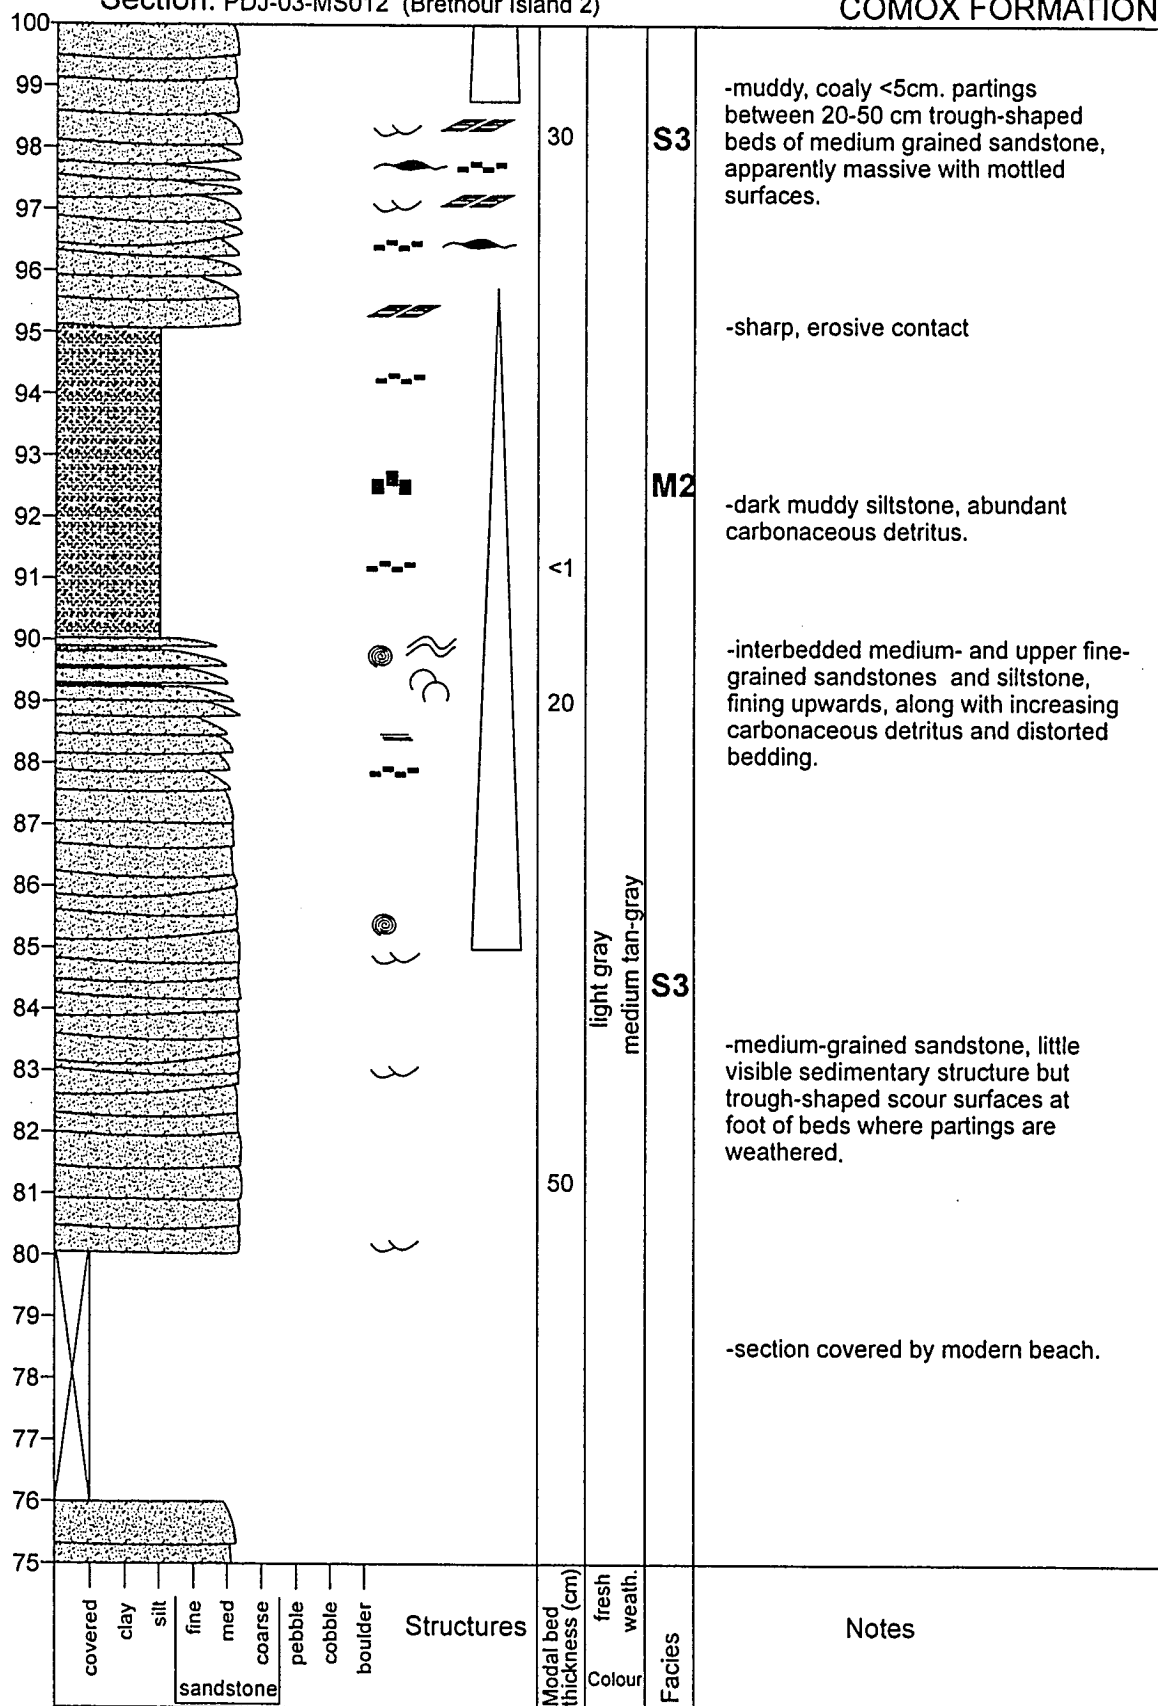 Section: PDJ-03-MS012 (Brethour Island 2)
COMOX FORMATION
100
99
98
97
96
95
94
93
92
91
90
89
88
87
86
85
84
83
82
81
80
79
78
77
76
75
30
<1
20
50
light gray
medium tan-gray
S3
M2
S3
-muddy, coaly <5cm. partings
between 20-50 cm trough-shaped
beds of medium grained sandstone,
apparently massive with mottled
surfaces.
-sharp, erosive contact
-dark muddy siltstone, abundant
carbonaceous detritus.
-interbedded medium- and upper fine-
grained sandstones and siltstone,
fining upwards, along with increasing
carbonaceous detritus and distorted
bedding.
-medium-grained sandstone, little
visible sedimentary structure but
trough-shaped scour surfaces at
foot of beds where partings are
weathered.
-section covered by modern beach.
covered
clay
silt
fine
med
coarse
pebble
cobble
boulder
sandstone
Structures
Modal bed
thickness (cm)
fresh
weath.
Colour
Facies
Notes